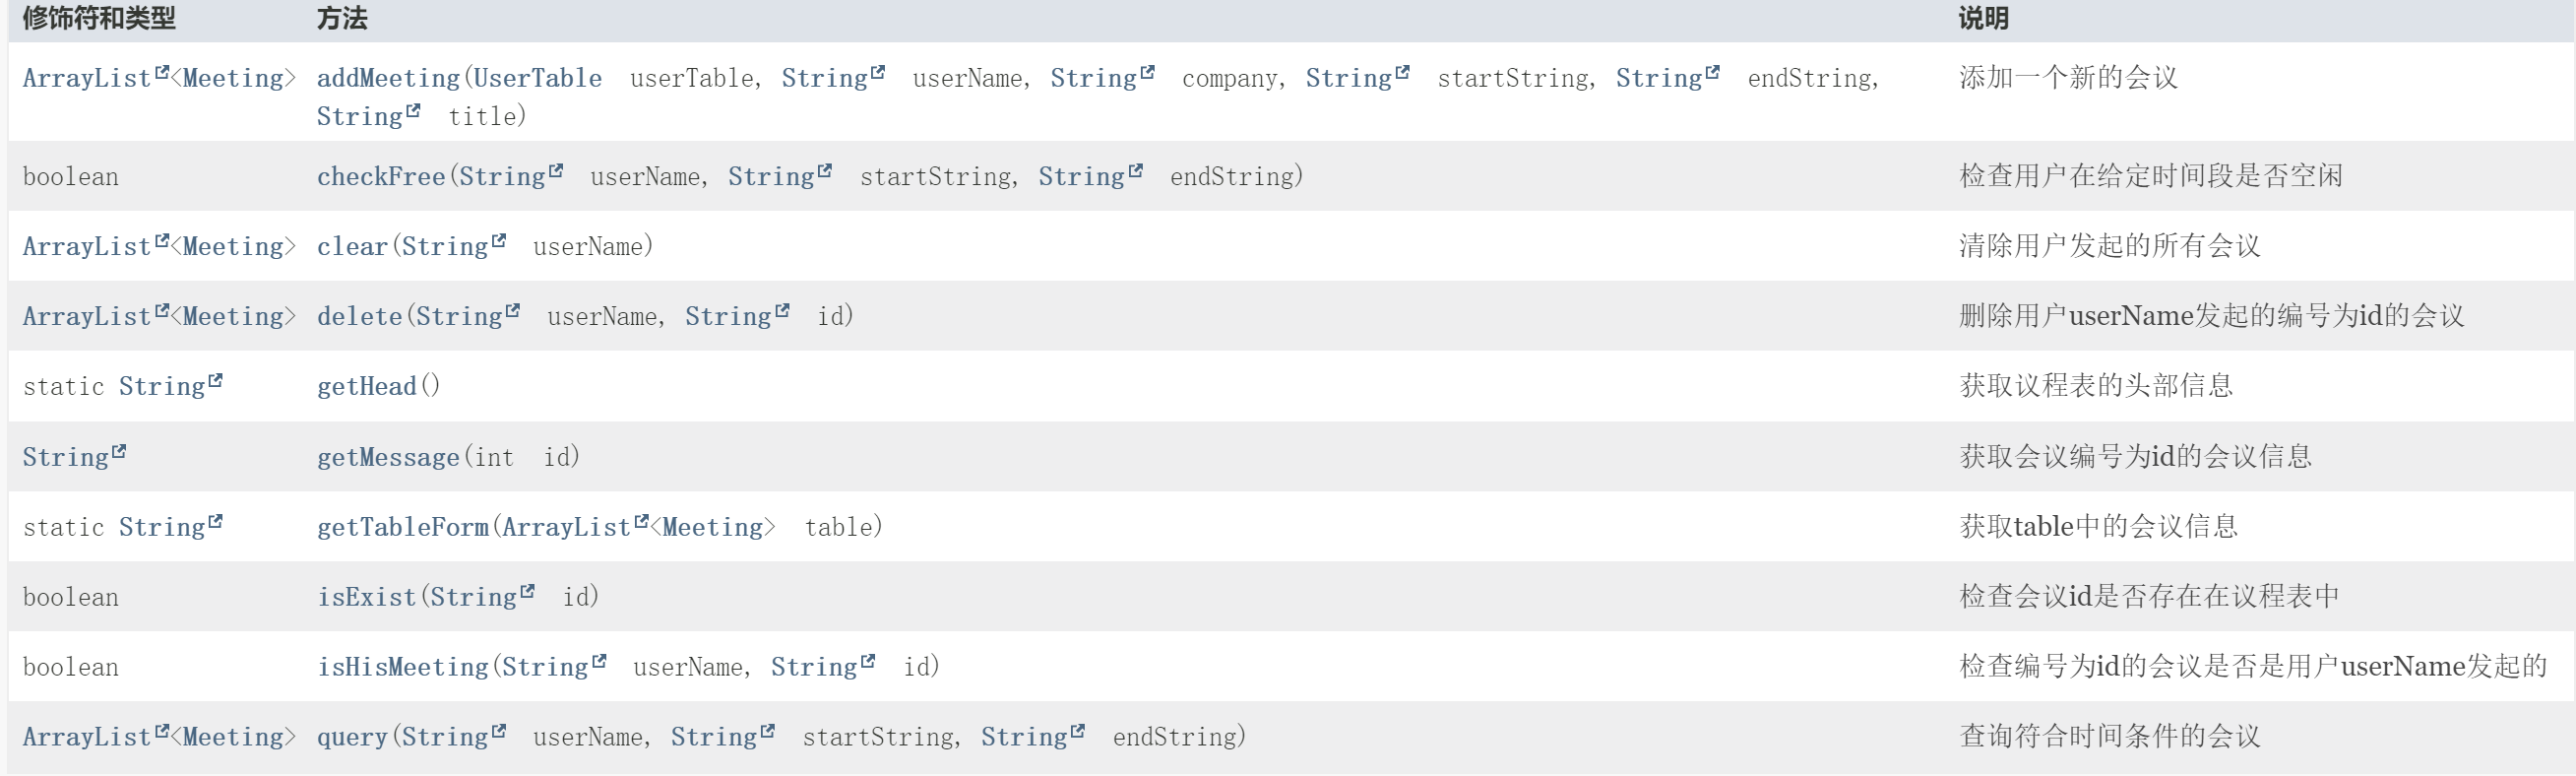 修饰符和类型 方法 说明
ArrayList<Meeting> addMeeting(UserTable userTable, String userName, String company, String startString, String endString, 添加一个新的会议
String title)
boolean checkFree(String userName, String startString, String endString) 检查用户在给定时间段是否空闲
ArrayList<Meeting> clear(String userName) 清除用户发起的所有会议
ArrayList<Meeting> delete(String userName, String id) 删除用户userName发起的编号为id的会议
static String getHead() 获取议程表的头部信息
String getMessage(int id) 获取会议编号为id的会议信息
static String getTableForm(ArrayList<Meeting> table) 获取table中的会议信息
boolean isExist(String id) 检查会议id是否存在在议程表中
boolean isHisMeeting(String userName, String id) 检查编号为id的会议是否是用户userName发起的
ArrayList<Meeting> query(String userName, String startString, String endString) 查询符合时间条件的会议